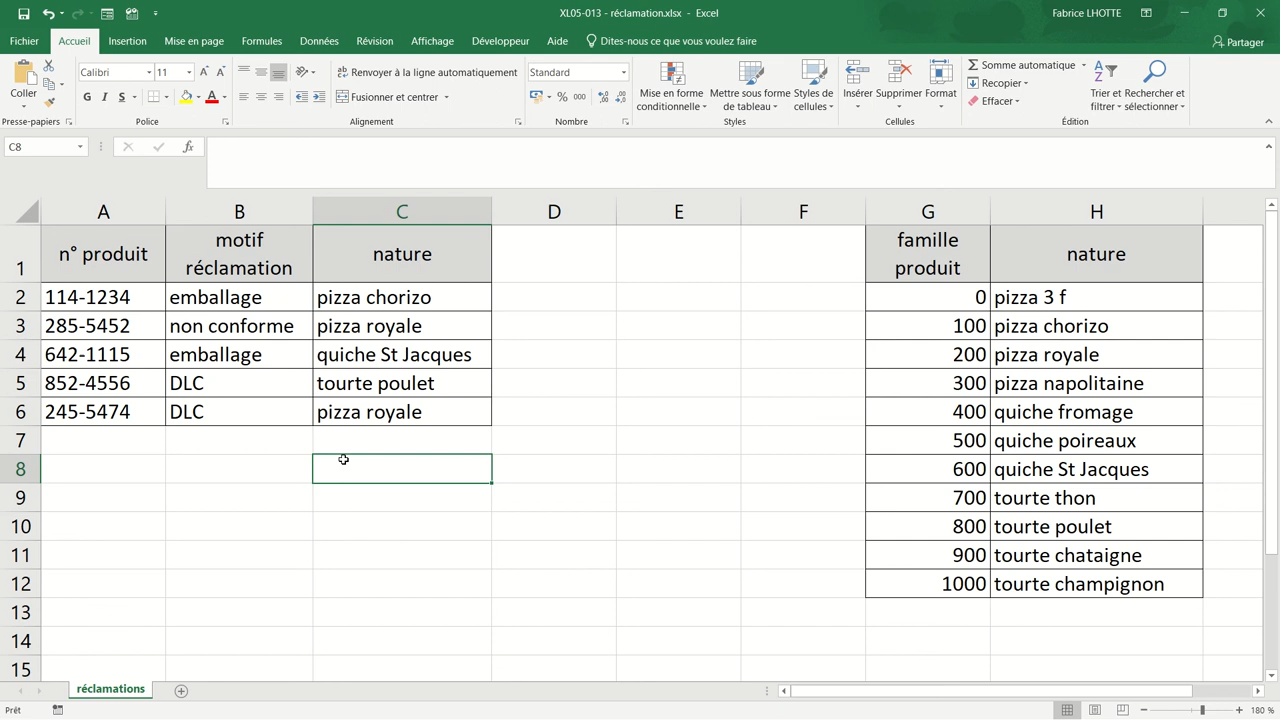 XL05-013 - réclamation.xlsx - Excel
Fabrice LHOTTE
Fichier Accueil Insertion Mise en page Formules Données Révision Affichage Développeur Aide Dites-nous ce que vous voulez faire Partager
Coller
Presse-papiers
Calibri 11
G I S
Police
Renvoyer à la ligne automatiquement
Fusionner et centrer
Alignement
Standard
% 000
Nombre
Mise en forme
conditionnelle
Mettre sous forme
de tableau
Styles de
cellules
Styles
Insérer Supprimer Format
Cellules
Somme automatique
Recopier
Effacer
Trier et
filtrer
Rechercher et
sélectionner
Édition
C8 fx
A B C D E F G H
1 n° produit motif
réclamation nature famille
produit nature
2 114-1234 emballage pizza chorizo 0 pizza 3 f
3 285-5452 non conforme pizza royale 100 pizza chorizo
4 642-1115 emballage quiche St Jacques 200 pizza royale
5 852-4556 DLC tourte poulet 300 pizza napolitaine
6 245-5474 DLC pizza royale 400 quiche fromage
7 500 quiche poireaux
8 600 quiche St Jacques
9 700 tourte thon
10 800 tourte poulet
11 900 tourte chataigne
12 1000 tourte champignon
13
14
15
réclamations
Prêt 180 %